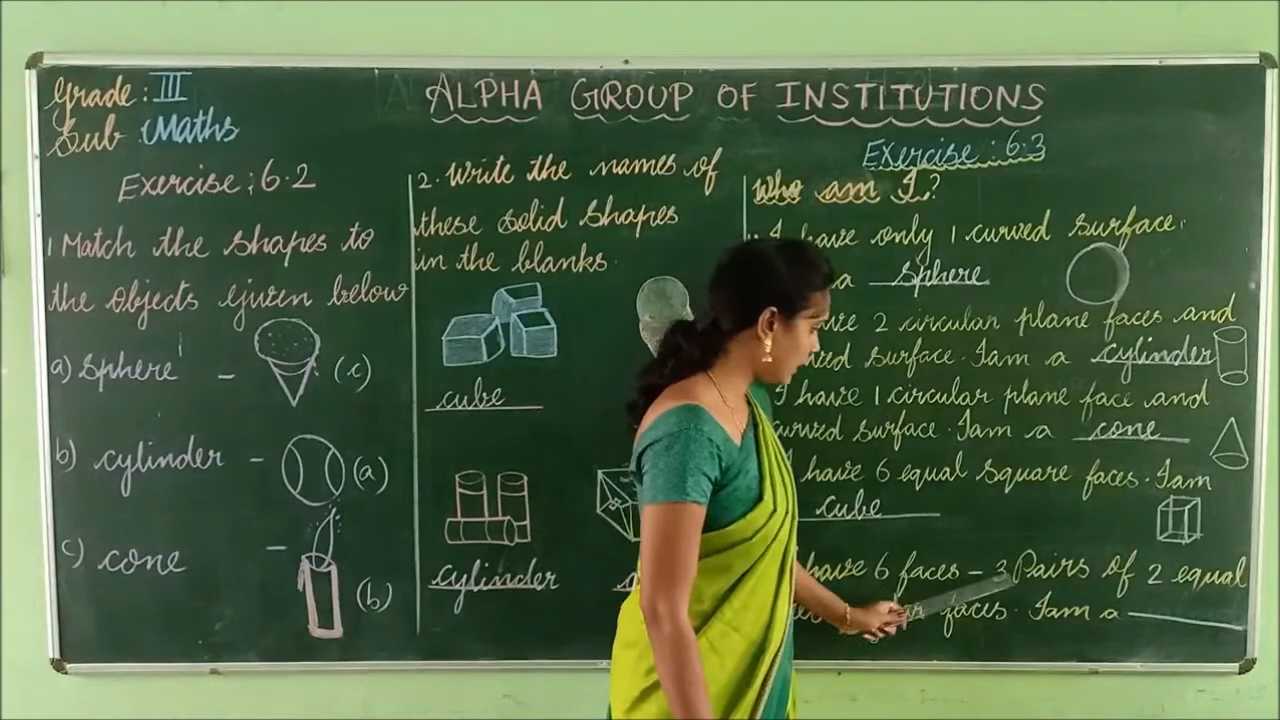 Grade : III
Sub : Maths
ALPHA GROUP OF INSTITUTIONS
Exercise : 6.2
1 Match the shapes to
the objects given below
a) sphere - (c)
b) cylinder - (a)
c) cone - (b)
2. Write the names of
these solid shapes
in the blanks.
cube
cylinder
Exercise : 6.3
Who am I ?
I have only 1 curved surface.
a sphere
2 circular plane faces and
surface. I am a cylinder
I have 1 circular plane face and
curved surface. I am a cone
I have 6 equal square faces. I am
cube
have 6 faces - 3 Pairs of 2 equal
faces. I am a